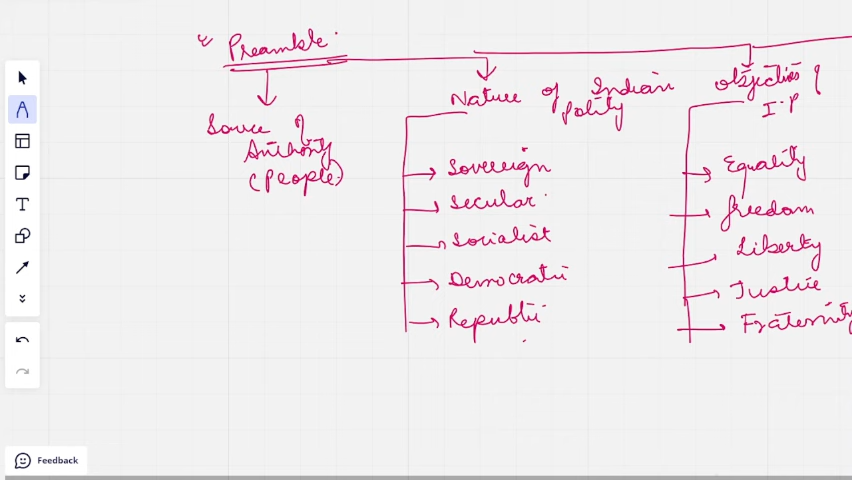 Preamble
Source of
Authority
(People)
Nature of Indian
Polity
Sovereign
Secular
Socialist
Democratic
Republic
Objectives of
I.P
Equality
freedom
Liberty
Justice
Fraternity
T
Feedback